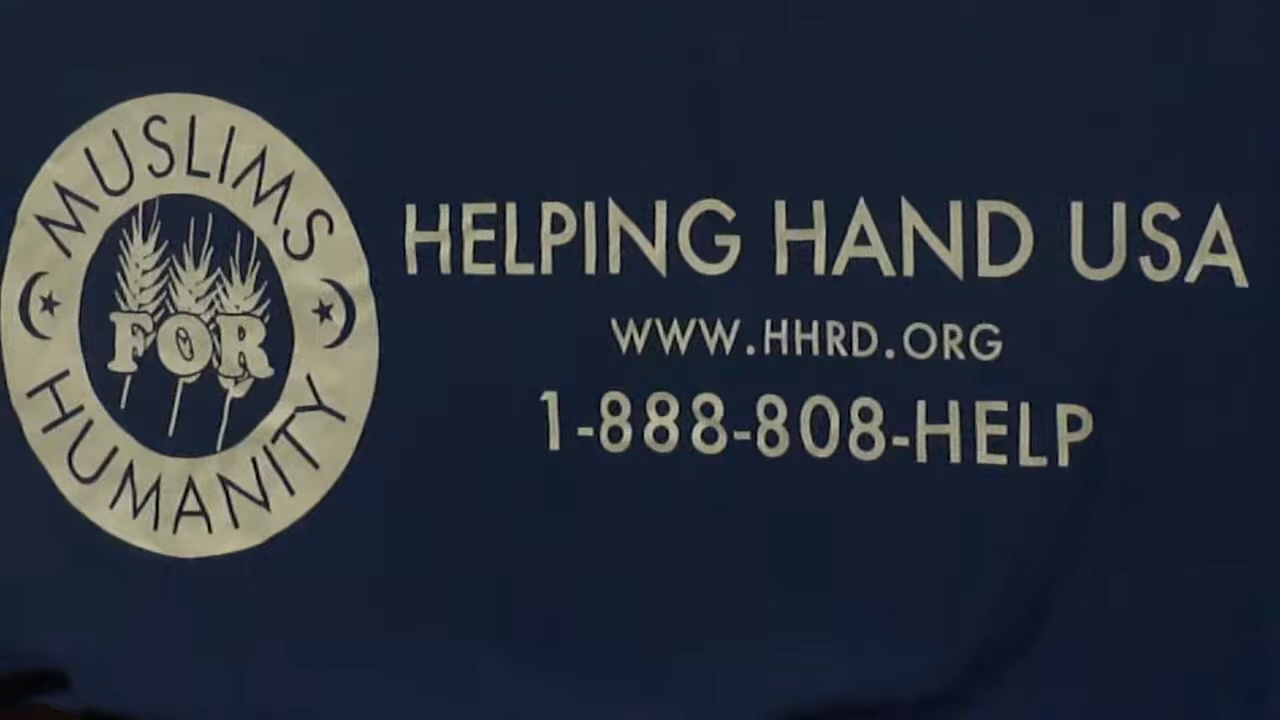 MUSLIMS
FOR
HUMANITY
HELPING HAND USA
WWW.HHRD.ORG
1-888-808-HELP